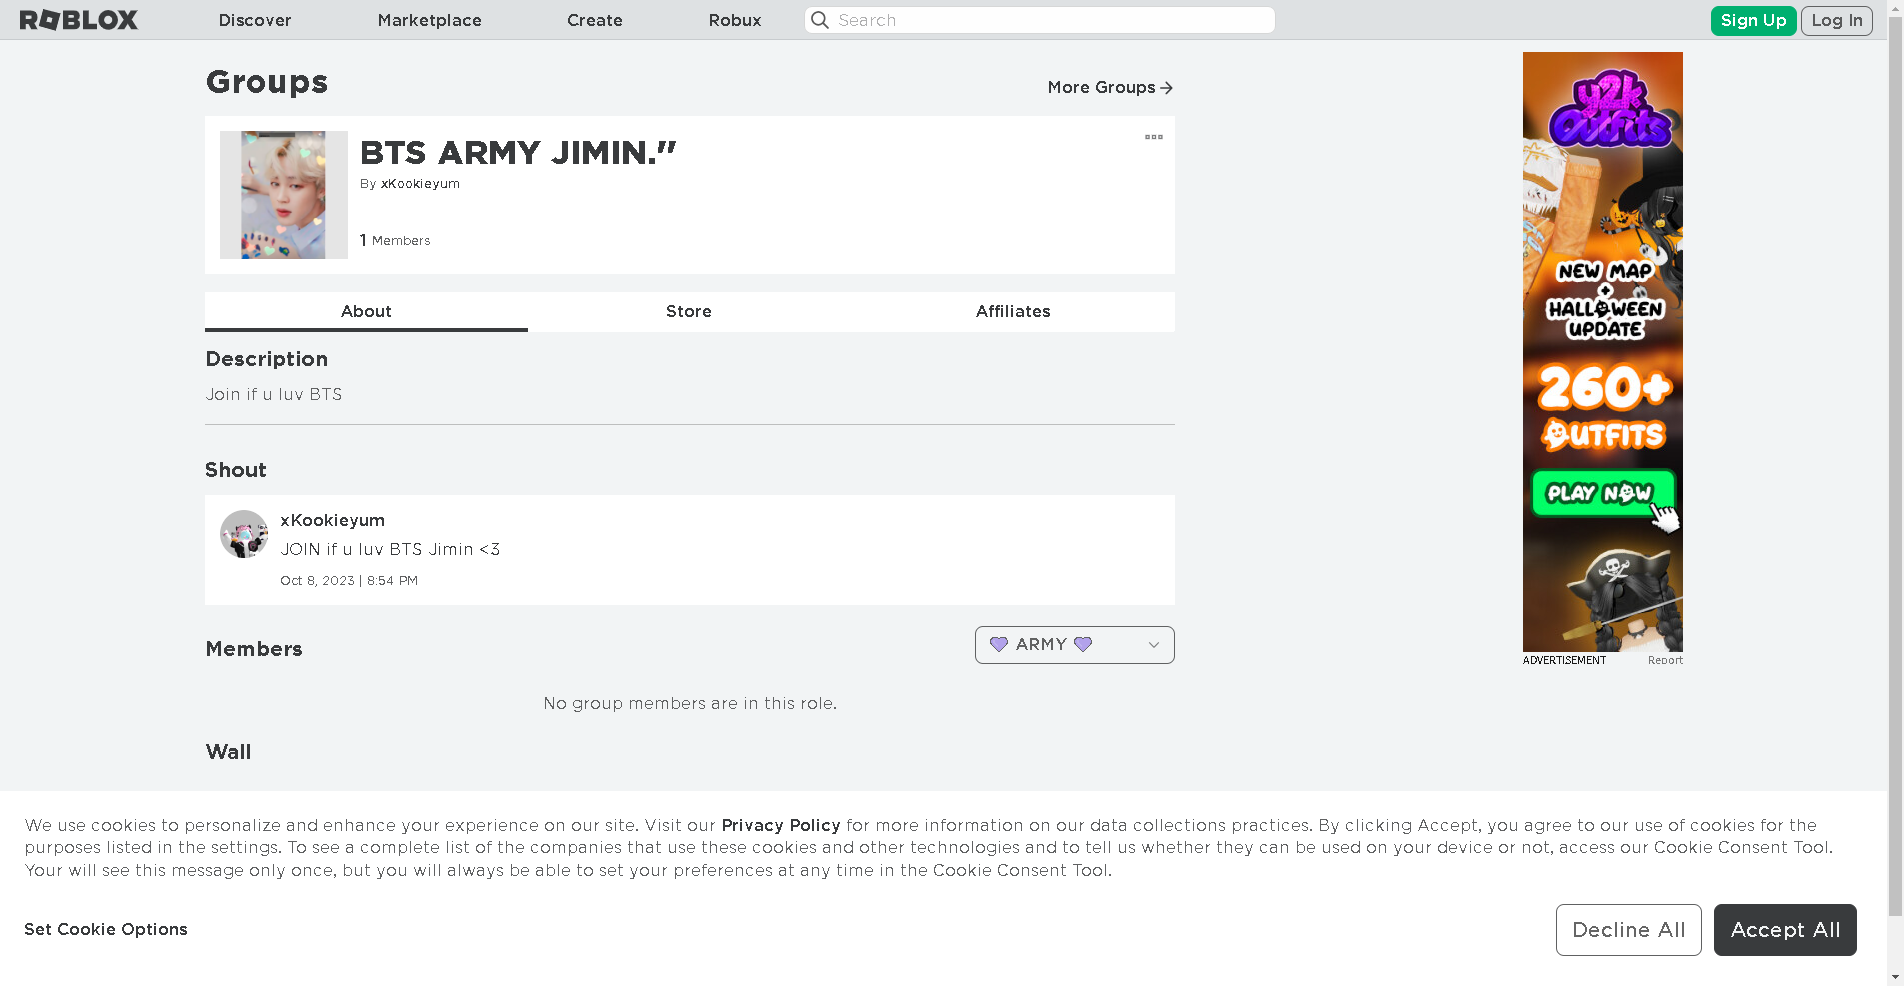 ROBLOX
Discover
Marketplace
Create
Robux
Search
Sign Up
Log In
Groups
More Groups
BTS ARMY JIMIN."
By xKookieyum
1 Members
About
Store
Affiliates
Description
Join if u luv BTS
Shout
xKookieyum
JOIN if u luv BTS Jimin <3
Oct 8, 2023 | 8:54 PM
Members
💜 ARMY 💜
No group members are in this role.
Wall
y2k
Outfits
NEW MAP
+
HALLOWEEN
UPDATE
260+
OUTFITS
PLAY NOW
ADVERTISEMENT
Report
We use cookies to personalize and enhance your experience on our site. Visit our Privacy Policy for more information on our data collections practices. By clicking Accept, you agree to our use of cookies for the
purposes listed in the settings. To see a complete list of the companies that use these cookies and other technologies and to tell us whether they can be used on your device or not, access our Cookie Consent Tool.
Your will see this message only once, but you will always be able to set your preferences at any time in the Cookie Consent Tool.
Set Cookie Options
Decline All
Accept All